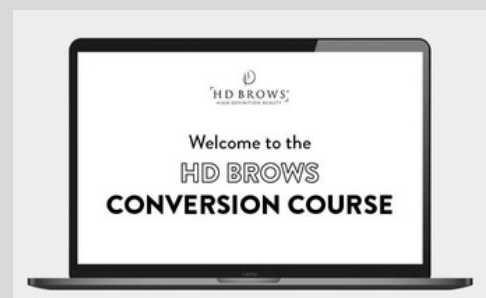 HD BROWS
HIGH DEFINITION BEAUTY
Welcome to the
HD BROWS
CONVERSION COURSE